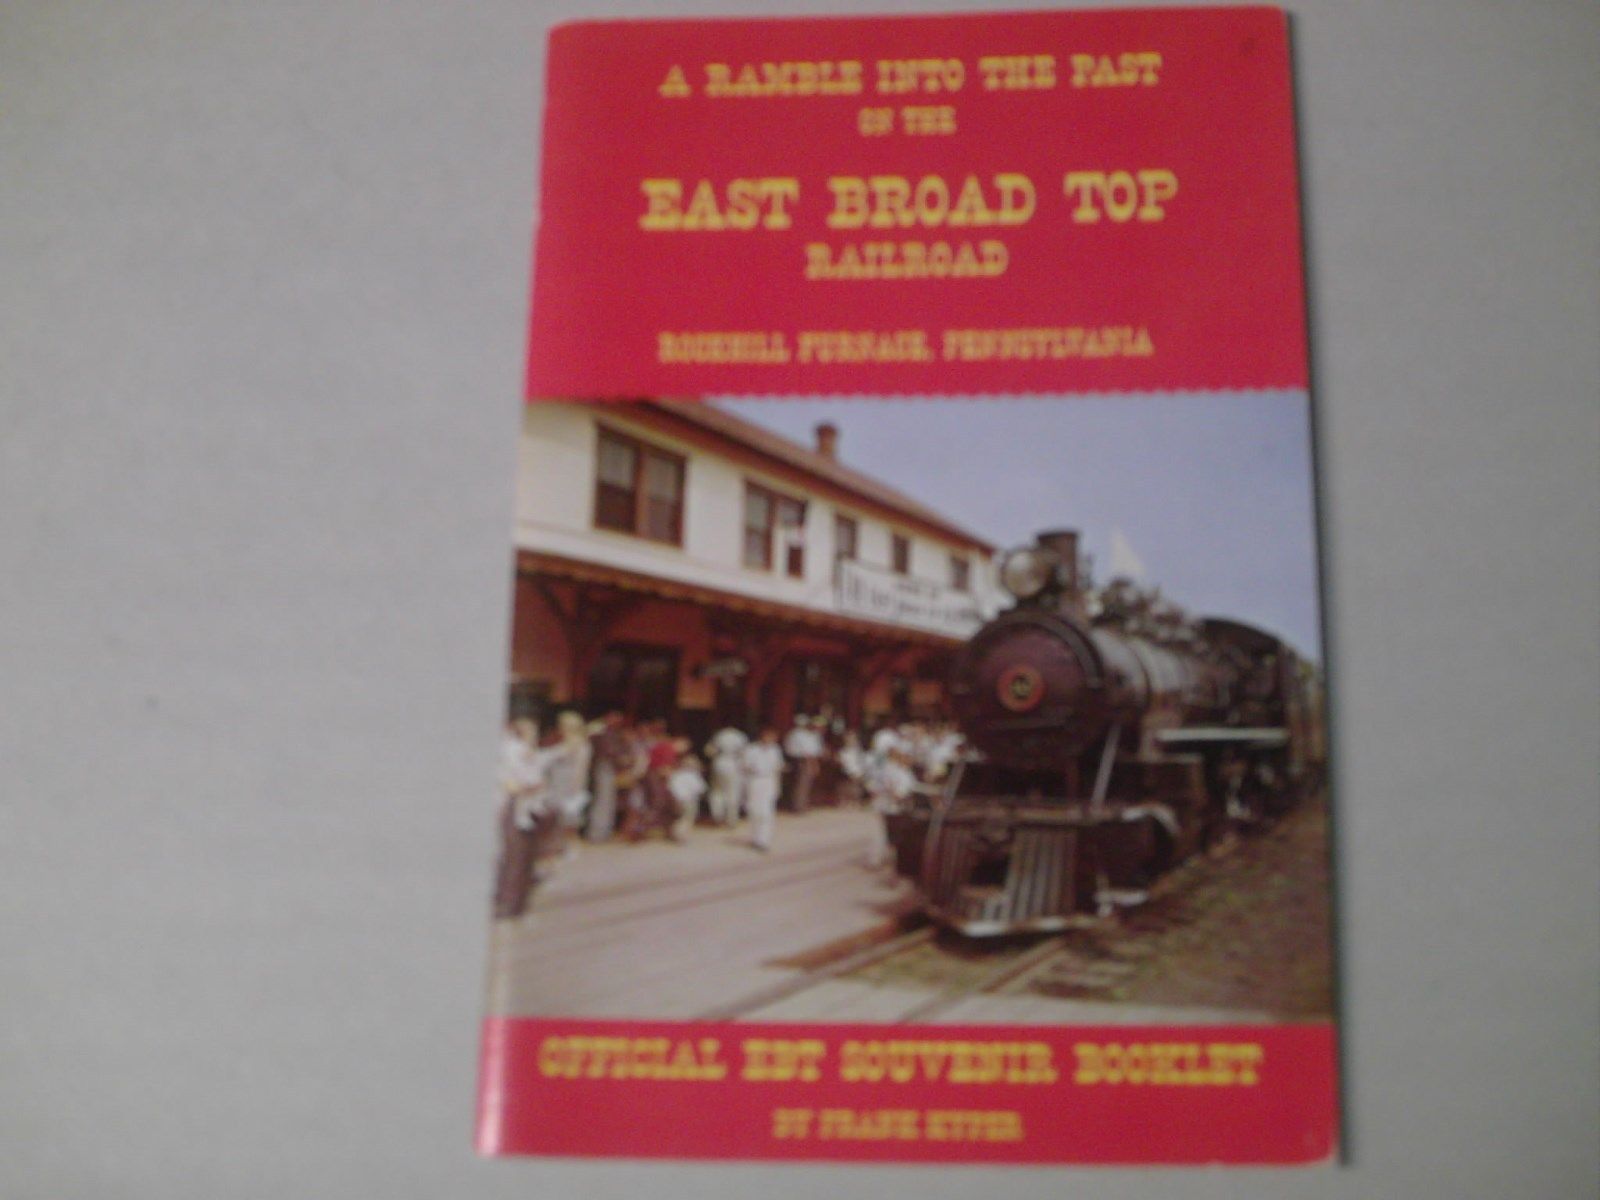 A RAMBLE INTO THE PAST
ON THE
EAST BROAD TOP
RAILROAD
ROCKHILL FURNACE, PENNSYLVANIA
OFFICIAL EBT SOUVENIR BOOKLET
BY FRANK KYPER